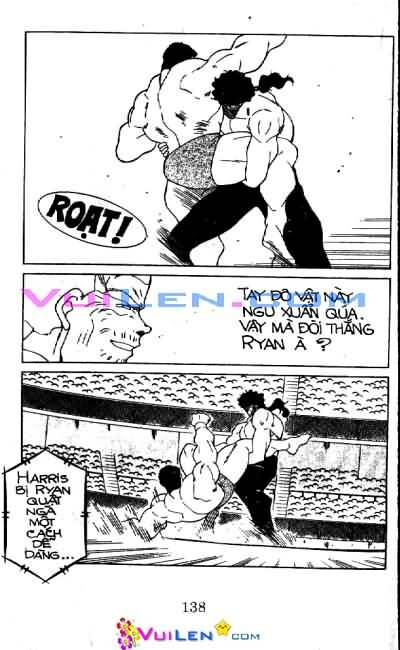 ROẠT!
TAY ĐÔ VẬT NÀY
NGU XUẨN QÚA.
VẬY MÀ ĐÒI THẮNG
RYAN À ?
VUILEN.COM
HARRIS
BỊ RYAN
QUẬT
NGÃ
MỘT
CÁCH
DỄ
DÀNG...
138
VUILEN.COM